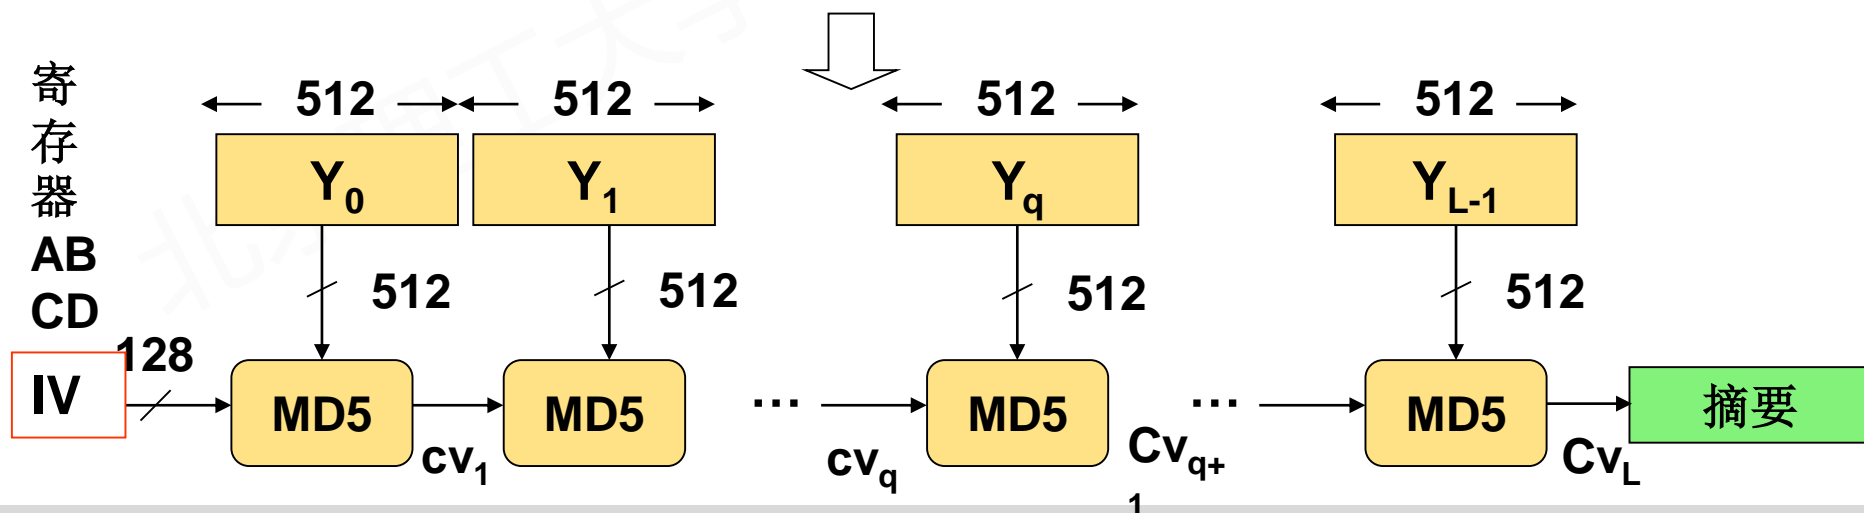 寄
存
器
AB
CD
512 512 512 512
Y0 Y1 Yq YL-1
512 512 512 512
128
IV MD5 MD5 … MD5 … MD5 摘要
cv1 cvq Cvq+1 CvL